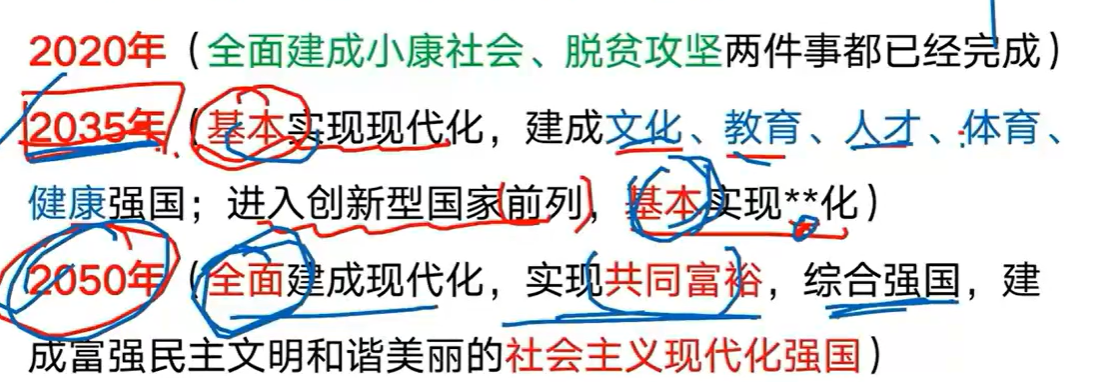 2020年（全面建成小康社会、脱贫攻坚两件事都已经完成）
2035年（基本实现现代化，建成文化、教育、人才、体育、
健康强国；进入创新型国家前列，基本实现**化）
2050年（全面建成现代化，实现共同富裕，综合强国，建
成富强民主文明和谐美丽的社会主义现代化强国）